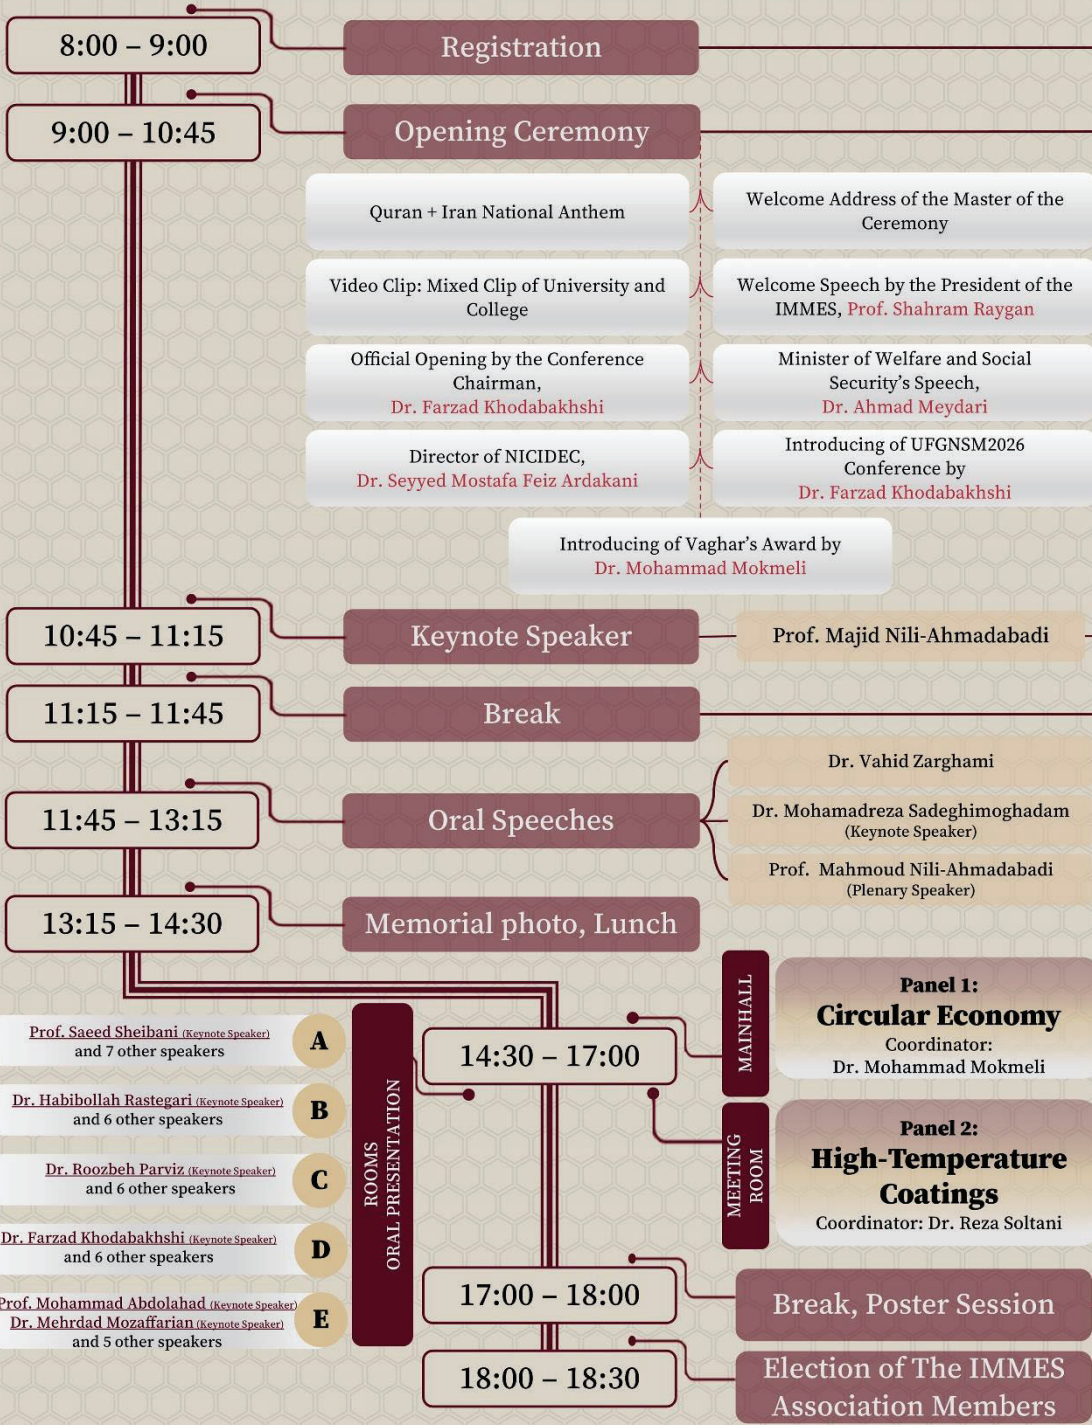 8:00 – 9:00
Registration
9:00 – 10:45
Opening Ceremony
Quran + Iran National Anthem
Welcome Address of the Master of the
Ceremony
Video Clip: Mixed Clip of University and
College
Welcome Speech by the President of the
IMMES, Prof. Shahram Raygan
Official Opening by the Conference
Chairman,
Dr. Farzad Khodabakhshi
Minister of Welfare and Social
Security’s Speech,
Dr. Ahmad Meydari
Director of NICIDEC,
Dr. Seyyed Mostafa Feiz Ardakani
Introducing of UFGNSM2026
Conference by
Dr. Farzad Khodabakhshi
Introducing of Vaghar’s Award by
Dr. Mohammad Mokmeli
10:45 – 11:15
Keynote Speaker
Prof. Majid Nili-Ahmadabadi
11:15 – 11:45
Break
11:45 – 13:15
Oral Speeches
Dr. Vahid Zarghami
Dr. Mohamadreza Sadeghimoghadam
(Keynote Speaker)
Prof. Mahmoud Nili-Ahmadabadi
(Plenary Speaker)
13:15 – 14:30
Memorial photo, Lunch
14:30 – 17:00
MAINHALL
Panel 1:
Circular Economy
Coordinator:
Dr. Mohammad Mokmeli
MEETING
ROOM
Panel 2:
High-Temperature
Coatings
Coordinator: Dr. Reza Soltani
ROOMS
ORAL PRESENTATION
A
Prof. Saeed Sheibani (Keynote Speaker)
and 7 other speakers
B
Dr. Habibollah Rastegari (Keynote Speaker)
and 6 other speakers
C
Dr. Roozbeh Parviz (Keynote Speaker)
and 6 other speakers
D
Dr. Farzad Khodabakhshi (Keynote Speaker)
and 6 other speakers
E
Prof. Mohammad Abdolahad (Keynote Speaker)
Dr. Mehrdad Mozaffarian (Keynote Speaker)
and 5 other speakers
17:00 – 18:00
Break, Poster Session
18:00 – 18:30
Election of The IMMES
Association Members